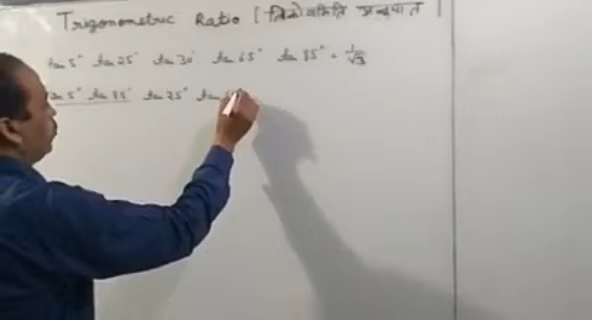 Trigonometric Ratio [त्रिकोणमिति अनुपात]
tan 5° tan 25° tan 30° tan 65° tan 85° = 1/√3
tan 5° tan 85° tan 25° tan